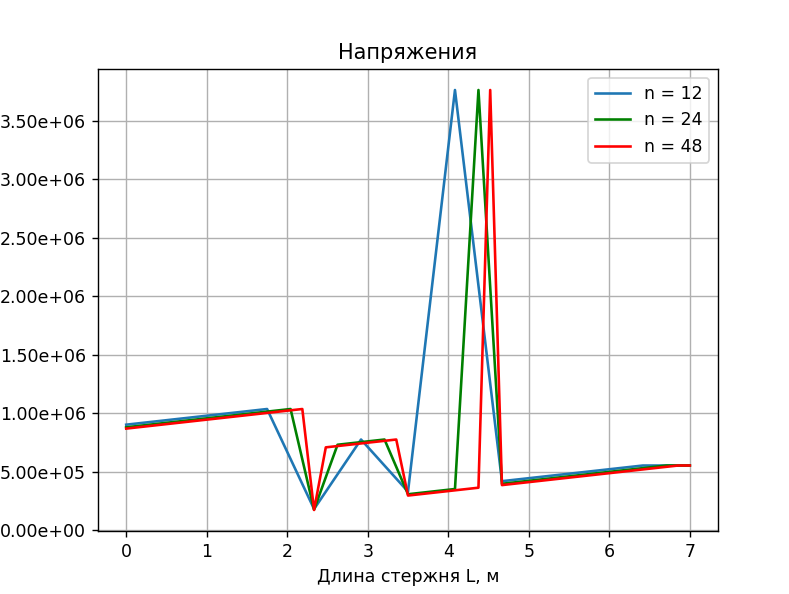 Напряжения
n = 12
n = 24
n = 48
3.50e+06
3.00e+06
2.50e+06
2.00e+06
1.50e+06
1.00e+06
5.00e+05
0.00e+00
0 1 2 3 4 5 6 7
Длина стержня L, м